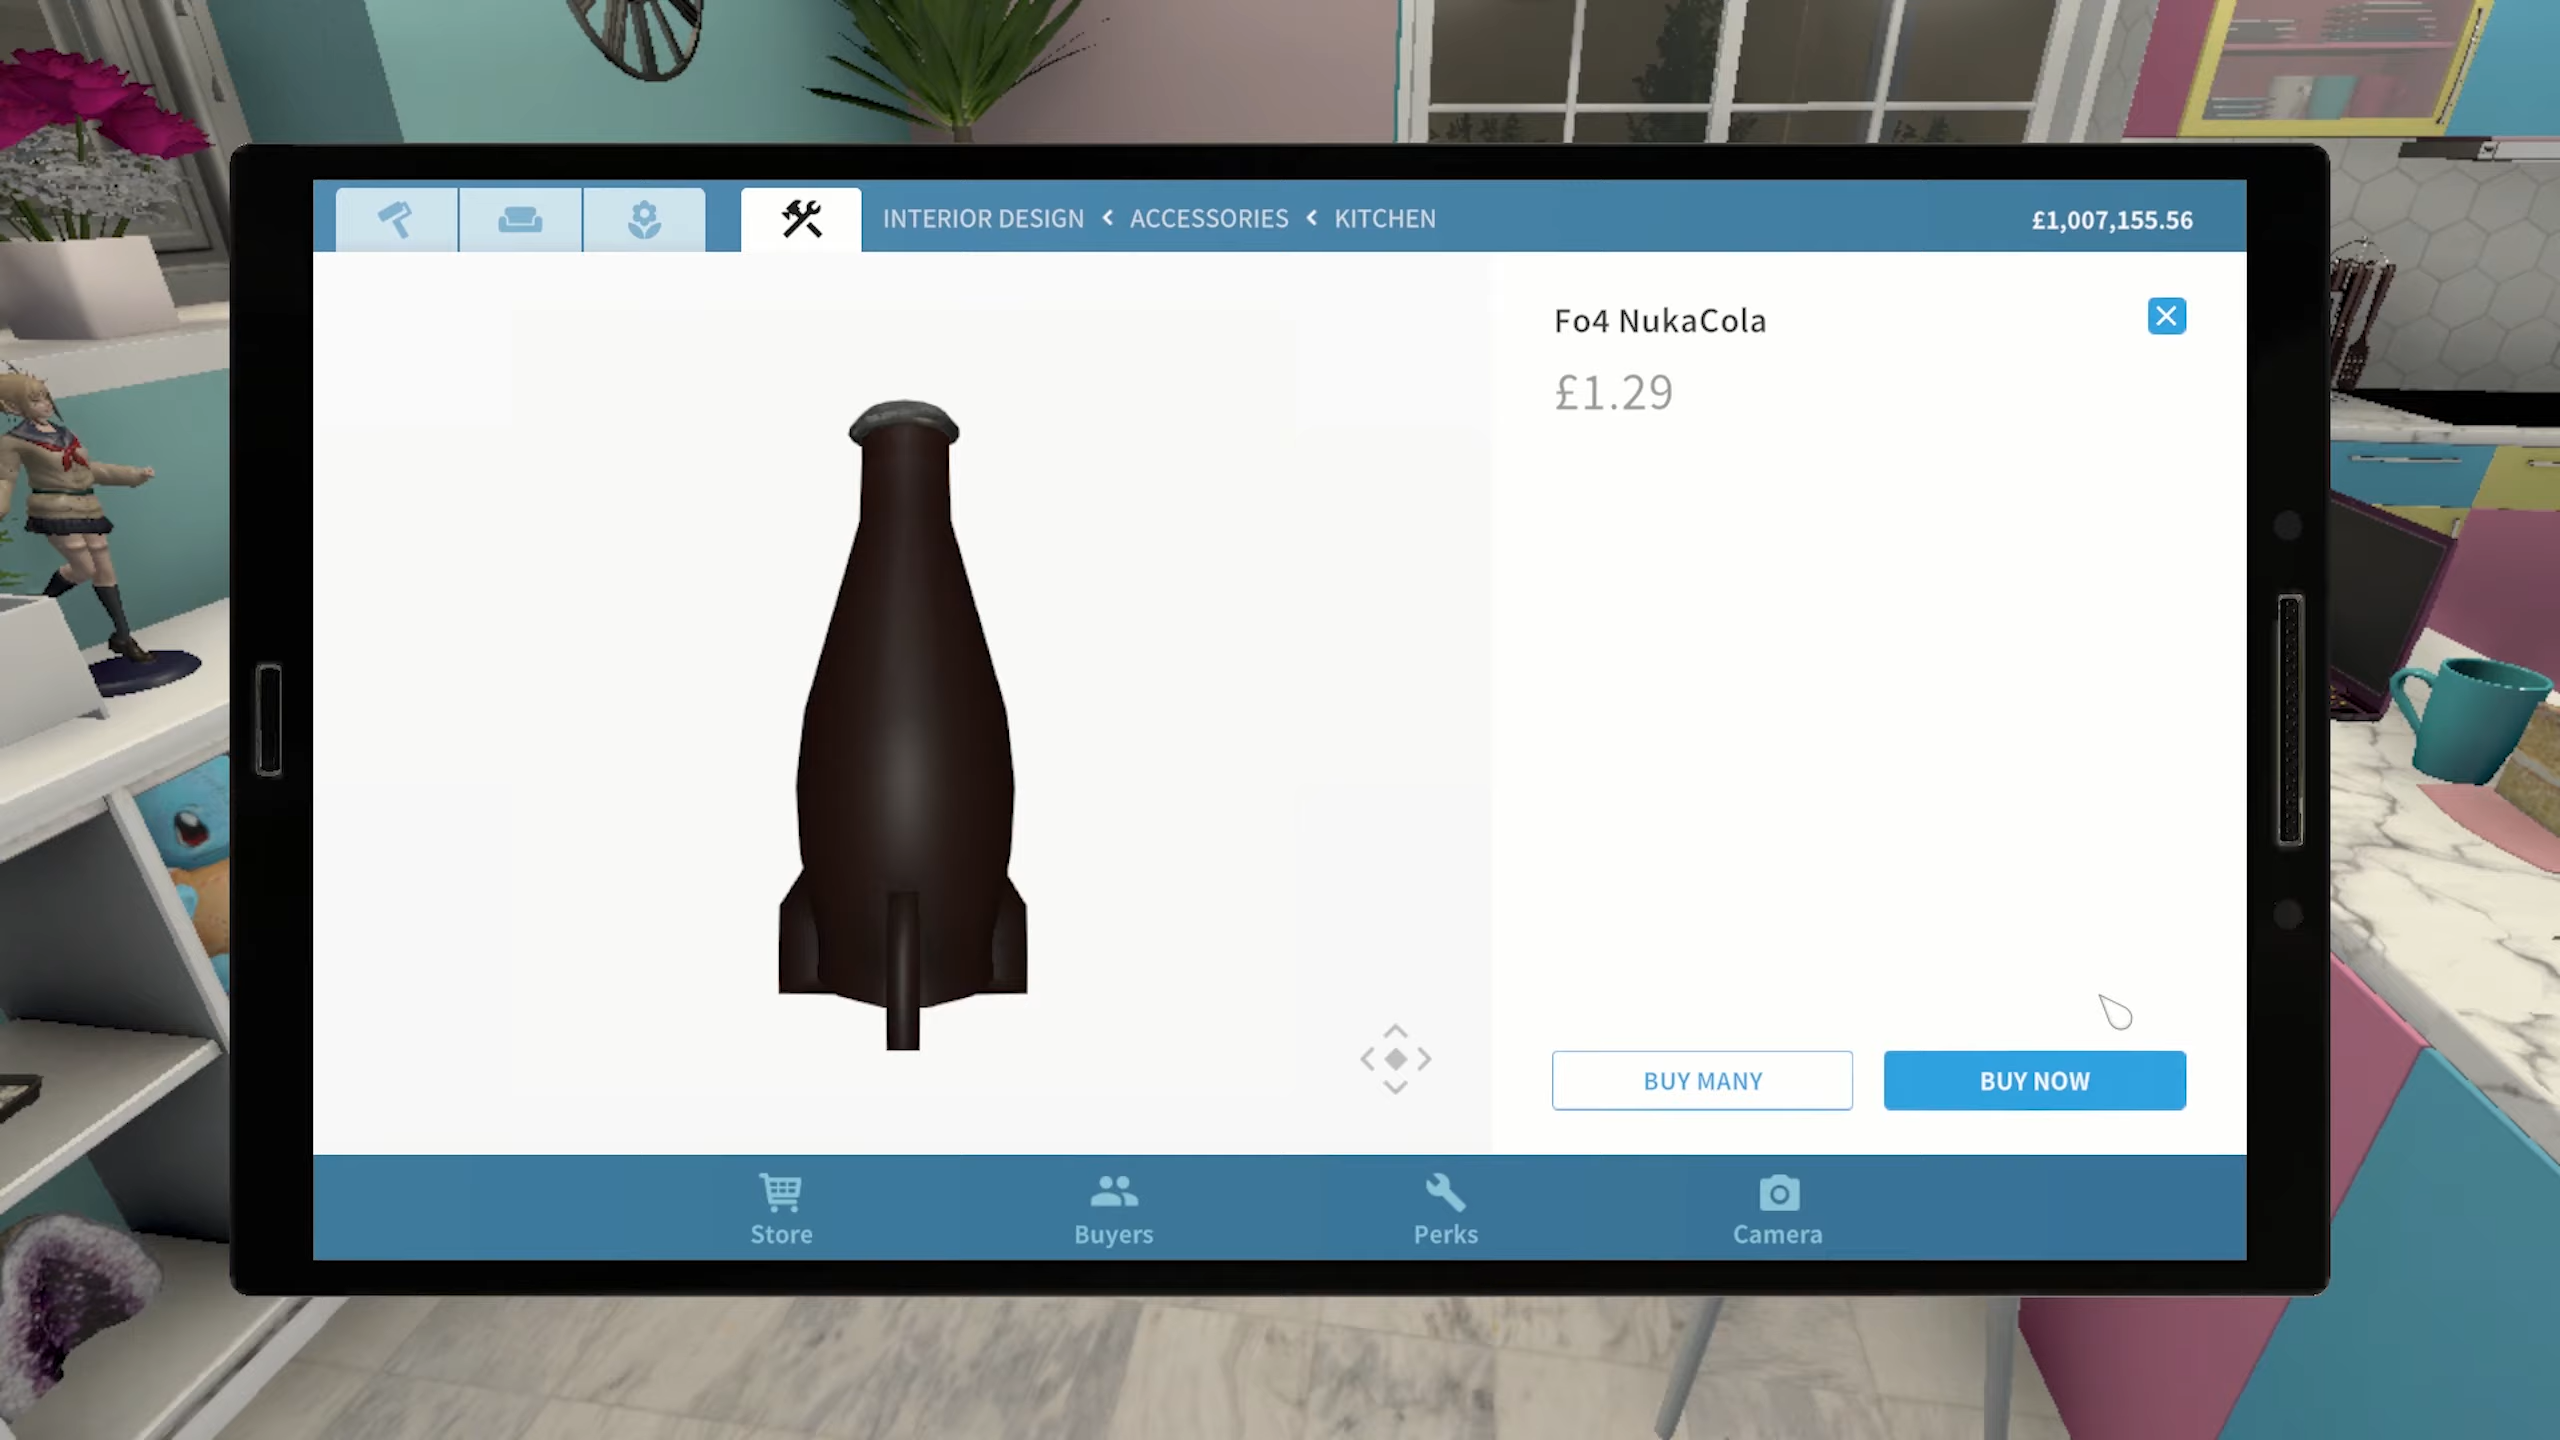 INTERIOR DESIGN < ACCESSORIES < KITCHEN
£1,007,155.56
Fo4 NukaCola
£1.29
BUY MANY
BUY NOW
Store
Buyers
Perks
Camera